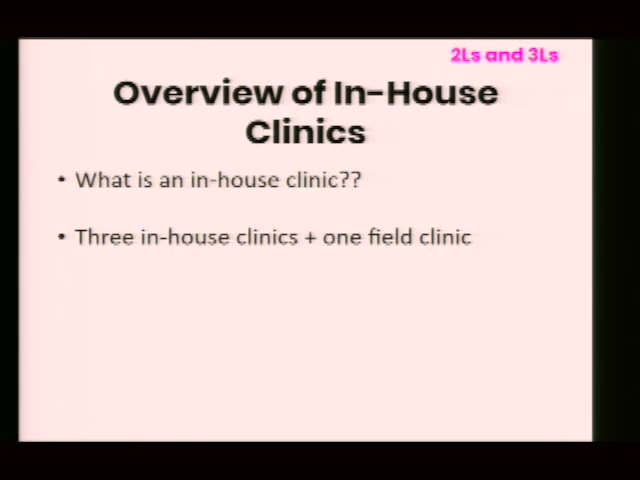 2Ls and 3Ls
Overview of In-House
Clinics
• What is an in-house clinic??
• Three in-house clinics + one field clinic